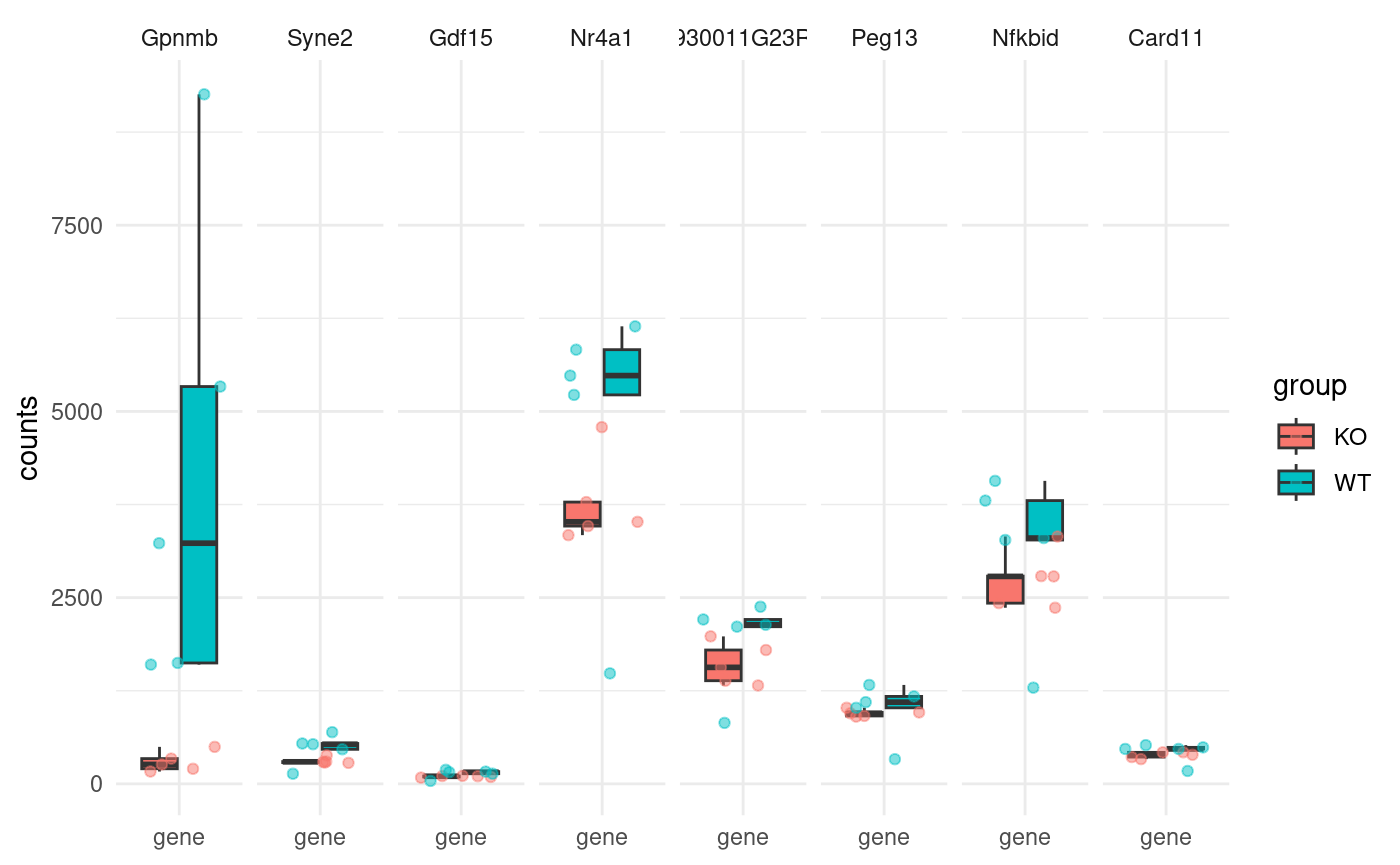 Gpnmb
Syne2
Gdf15
Nr4a1
930011G23F
Peg13
Nfkbid
Card11
counts
7500
5000
2500
0
gene
gene
gene
gene
gene
gene
gene
gene
group
KO
WT